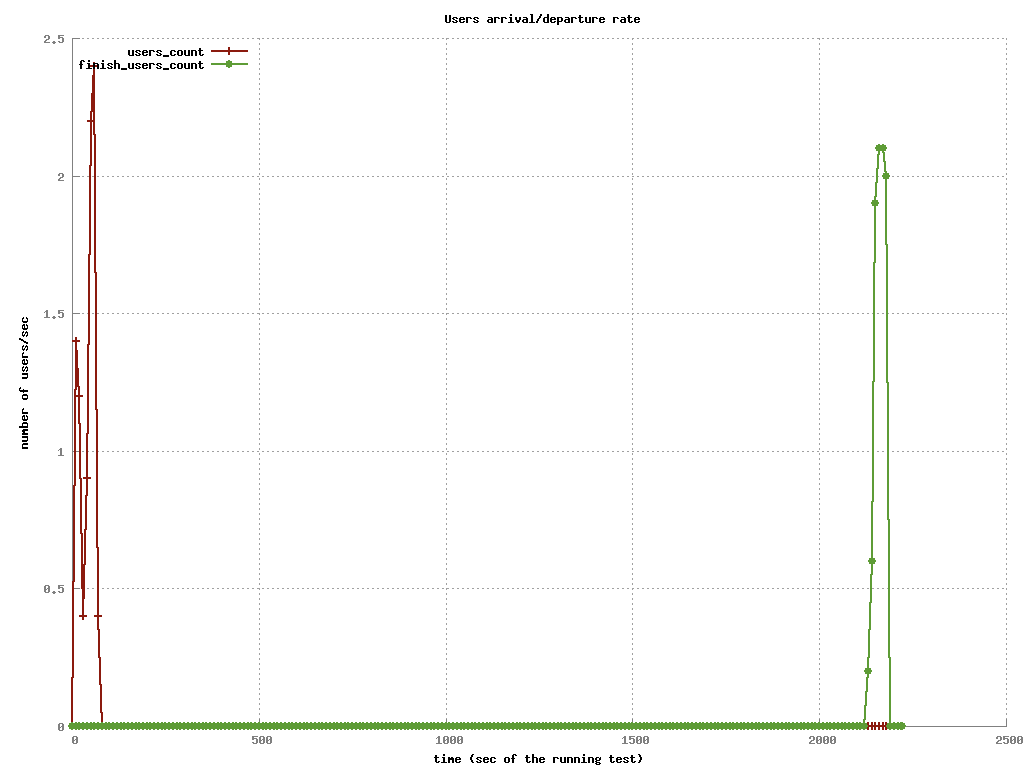 Users arrival/departure rate
2.5
users_count
finish_users_count
2
1.5
number of users/sec
1
0.5
0
0 500 1000 1500 2000 2500
time (sec of the running test)